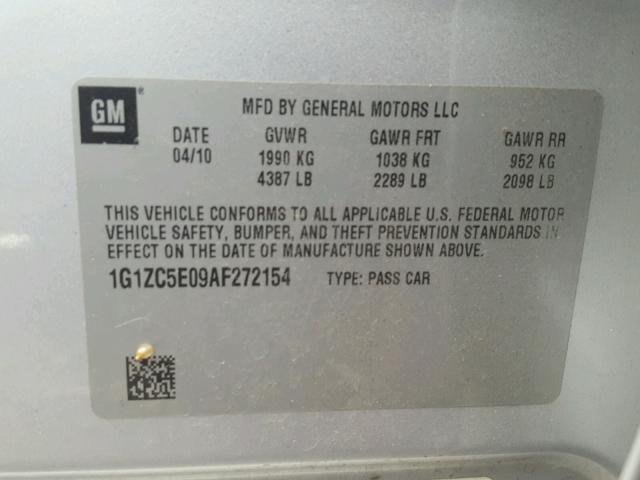 GM ®
MFD BY GENERAL MOTORS LLC
DATE GVWR GAWR FRT GAWR RR
04/10 1990 KG 1038 KG 952 KG
4387 LB 2289 LB 2098 LB
THIS VEHICLE CONFORMS TO ALL APPLICABLE U.S. FEDERAL MOTOR
VEHICLE SAFETY, BUMPER, AND THEFT PREVENTION STANDARDS IN
EFFECT ON THE DATE OF MANUFACTURE SHOWN ABOVE.
1G1ZC5E09AF272154 TYPE: PASS CAR